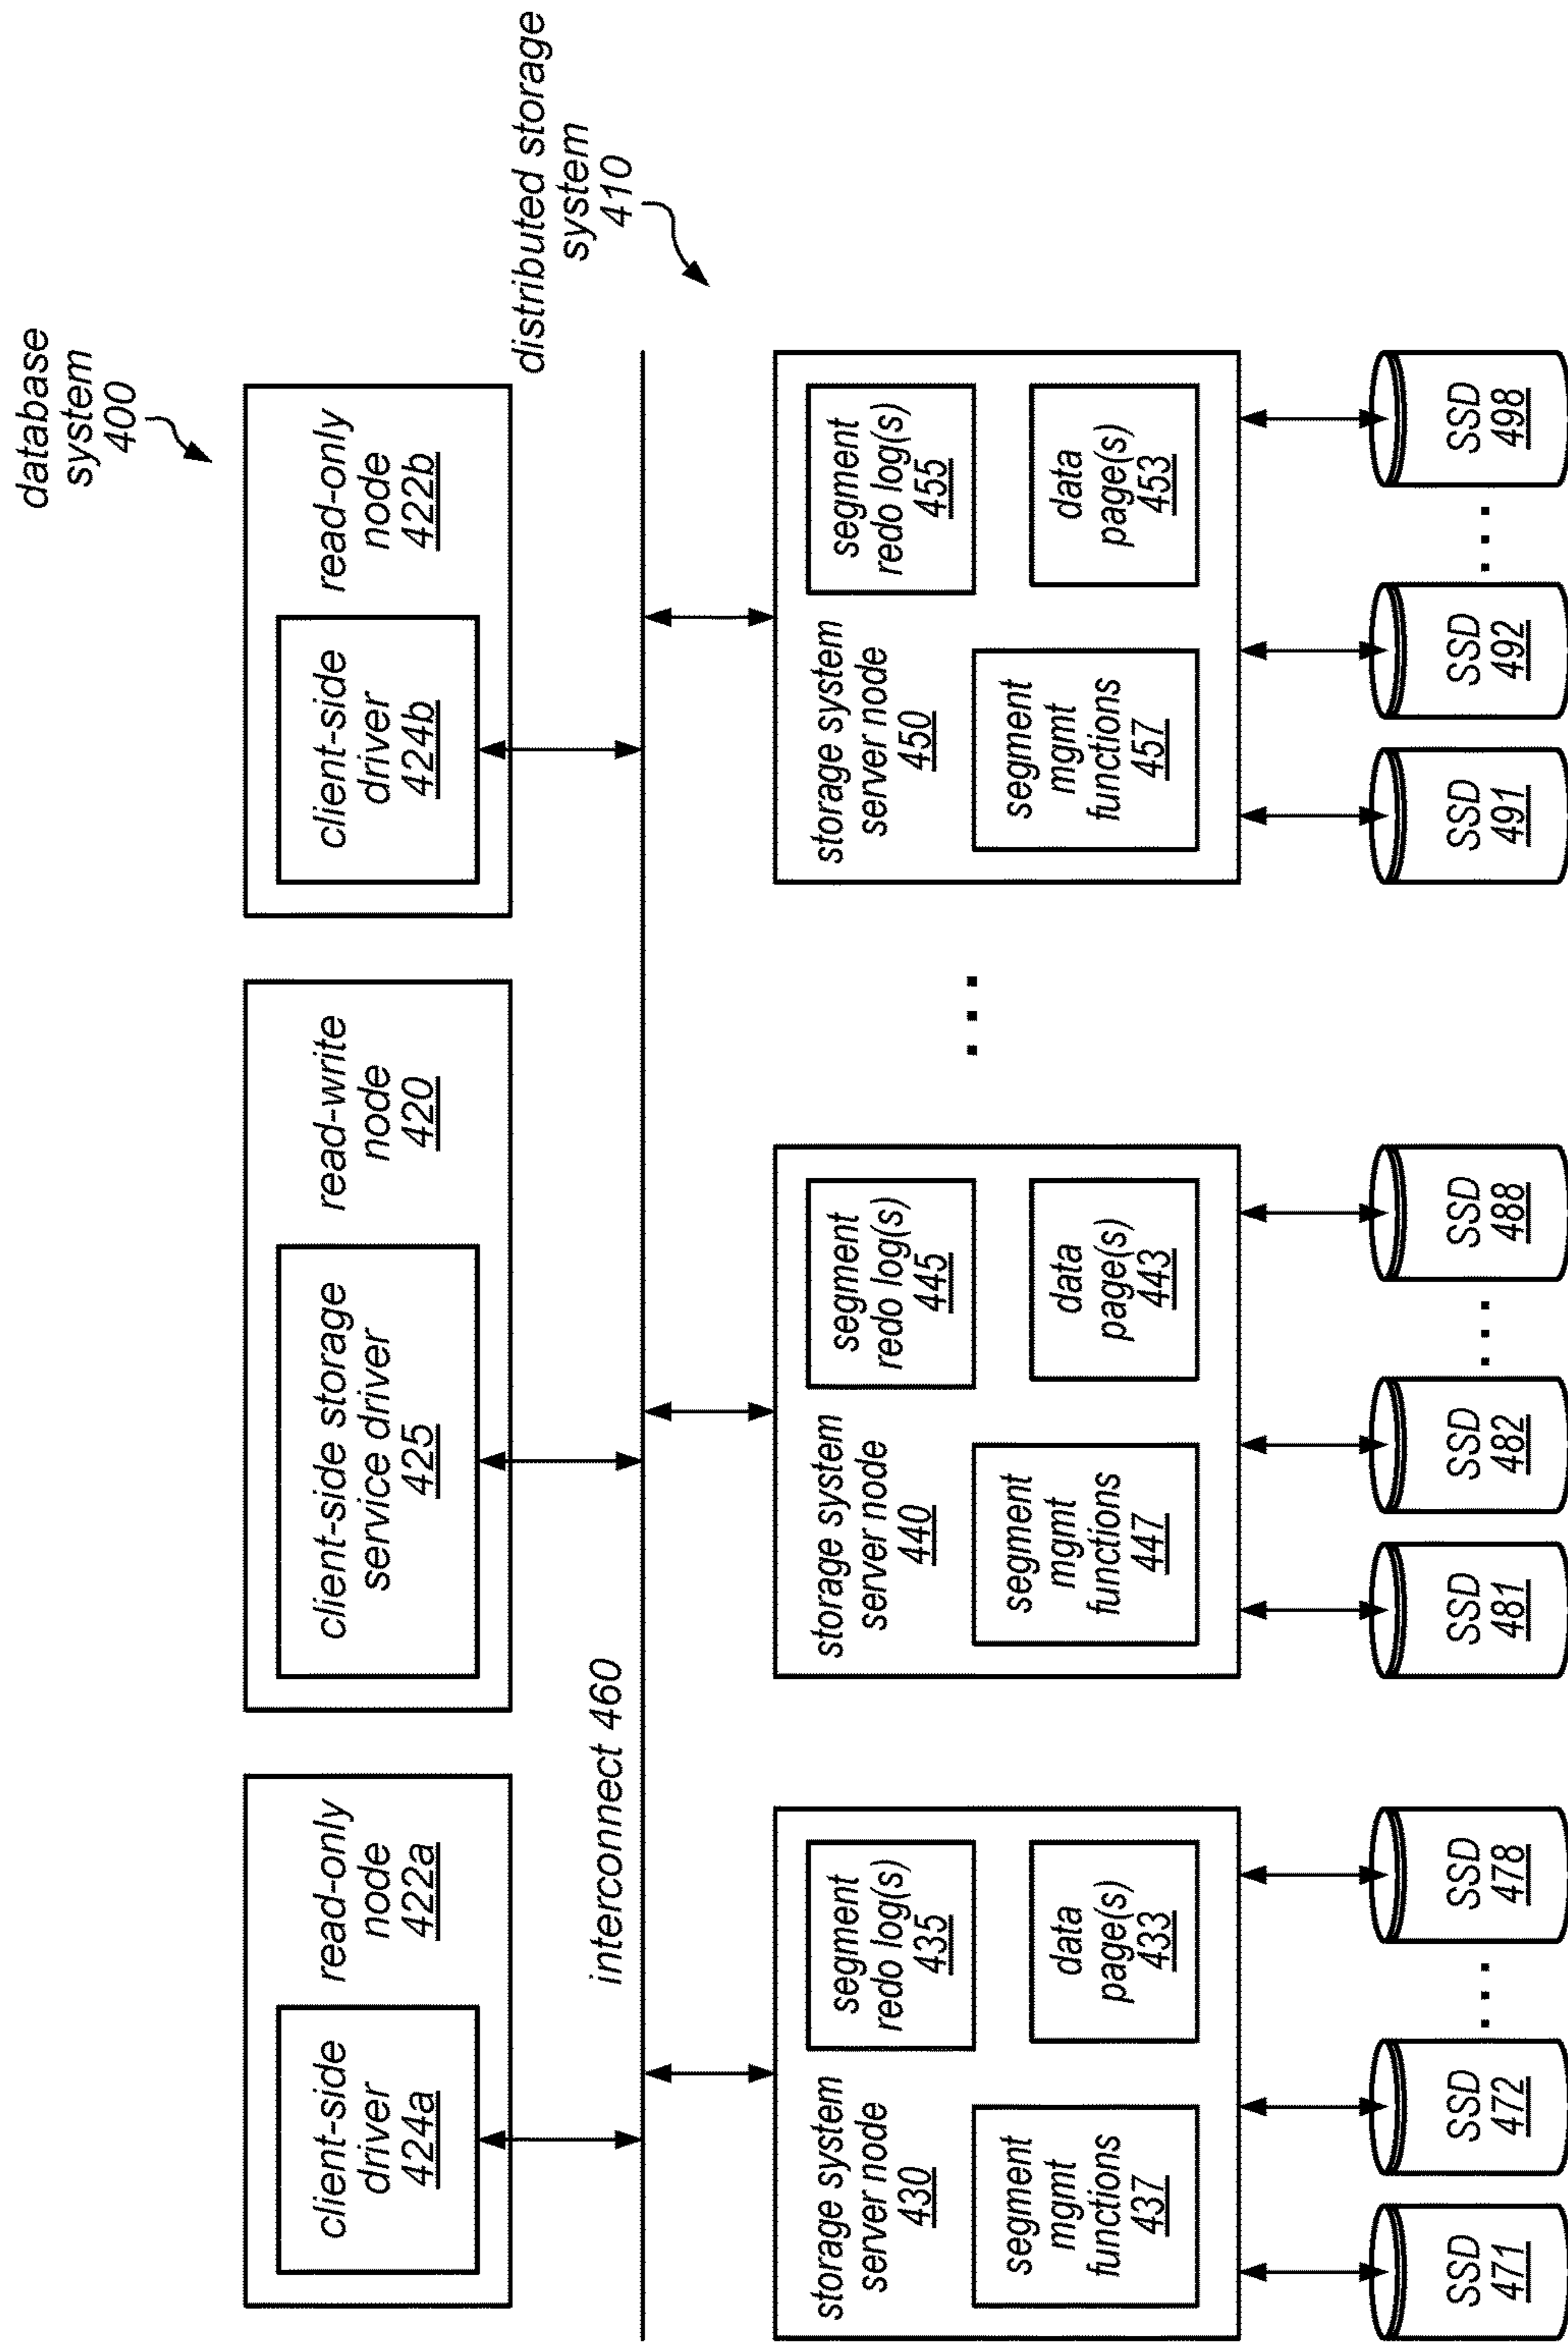 database
system
400
read-only
node
422a
client-side
driver
424a
read-write
node
420
client-side storage
service driver
425
read-only
node
422b
client-side
driver
424b
interconnect 460
distributed storage
system
410
storage system
server node
430
segment
redo log(s)
435
segment
mgmt
functions
437
data
page(s)
433
storage system
server node
440
segment
redo log(s)
445
segment
mgmt
functions
447
data
page(s)
443
...
storage system
server node
450
segment
redo log(s)
455
segment
mgmt
functions
457
data
page(s)
453
SSD
471
SSD
472
...
SSD
478
SSD
481
SSD
482
...
SSD
488
SSD
491
SSD
492
...
SSD
498